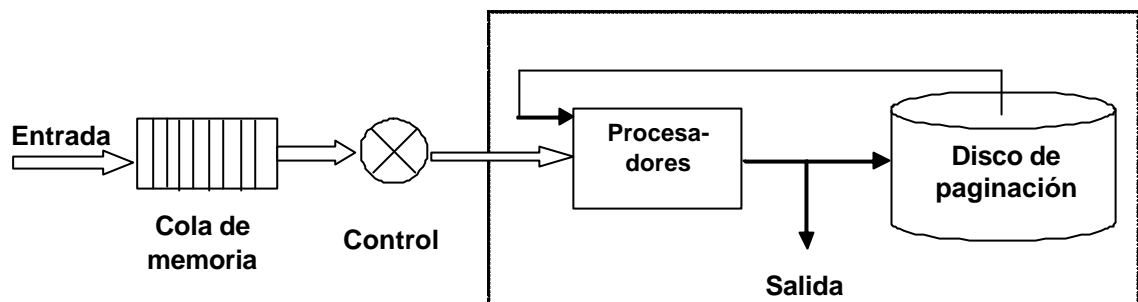 Entrada
Cola de
memoria
Control
Procesa-
dores
Disco de
paginación
Salida